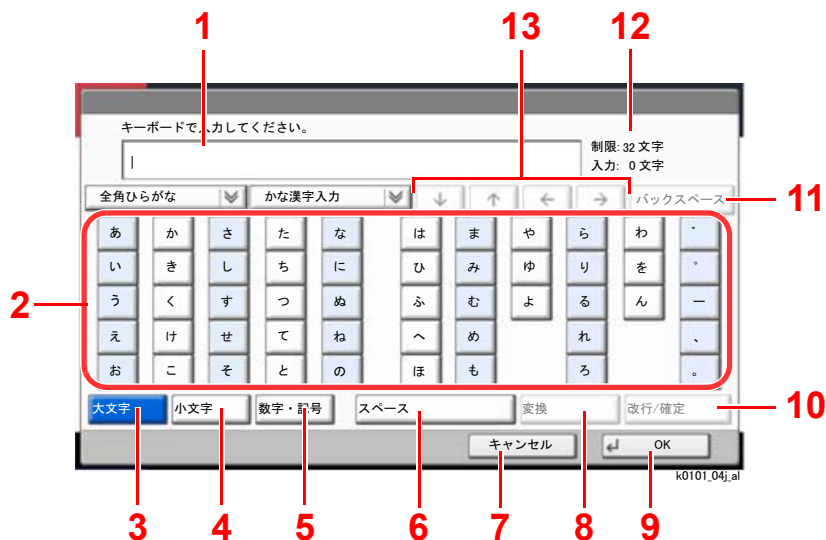 1 13 12
キーボードで入力してください。
制限: 32 文字
入力: 0 文字
全角ひらがな かな漢字入力 ↓ ↑ ← → バックスペース 11
あ か さ た な は ま や ら わ ゛
い き し ち に ひ み ゆ り を ゜
2 う く す つ ぬ ふ む よ る ん ー
え け せ て ね へ め れ 、
お こ そ と の ほ も ろ 。
大文字 小文字 数字・記号 スペース 変換 改行/確定 10
キャンセル OK
k0101_04j_al
3 4 5 6 7 8 9